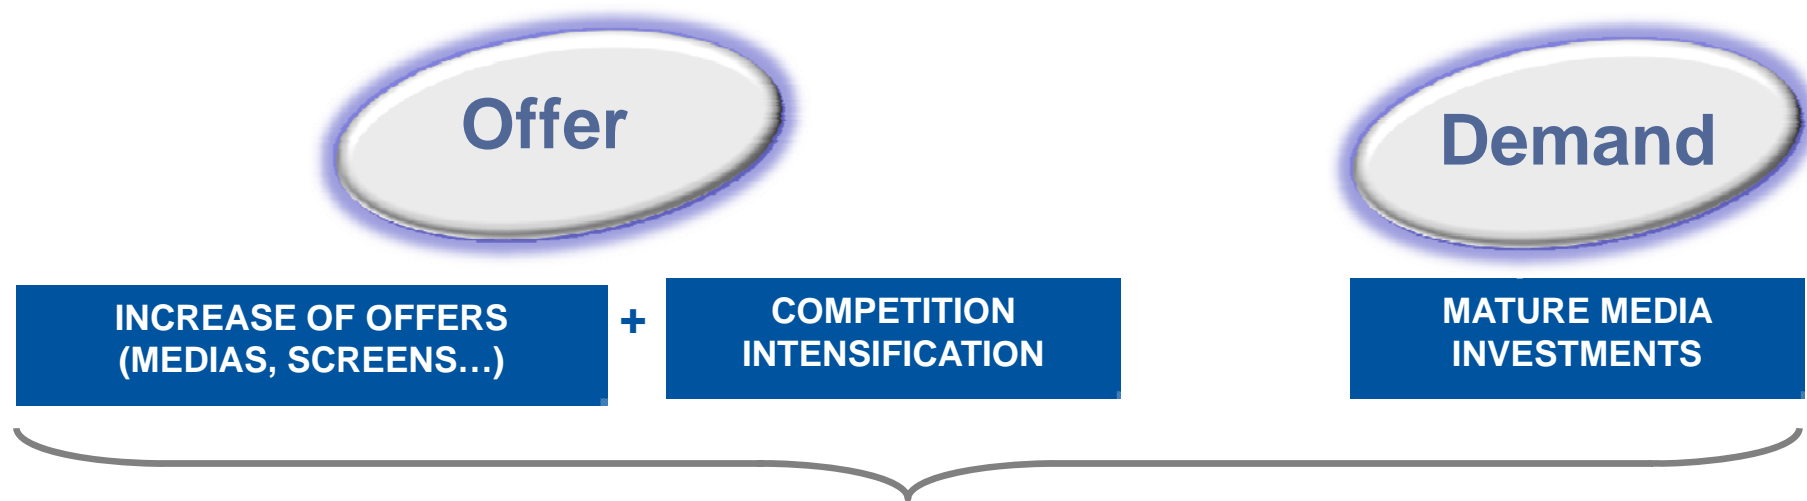 Offer
Demand
INCREASE OF OFFERS
(MEDIAS, SCREENS…)
+
COMPETITION
INTENSIFICATION
MATURE MEDIA
INVESTMENTS